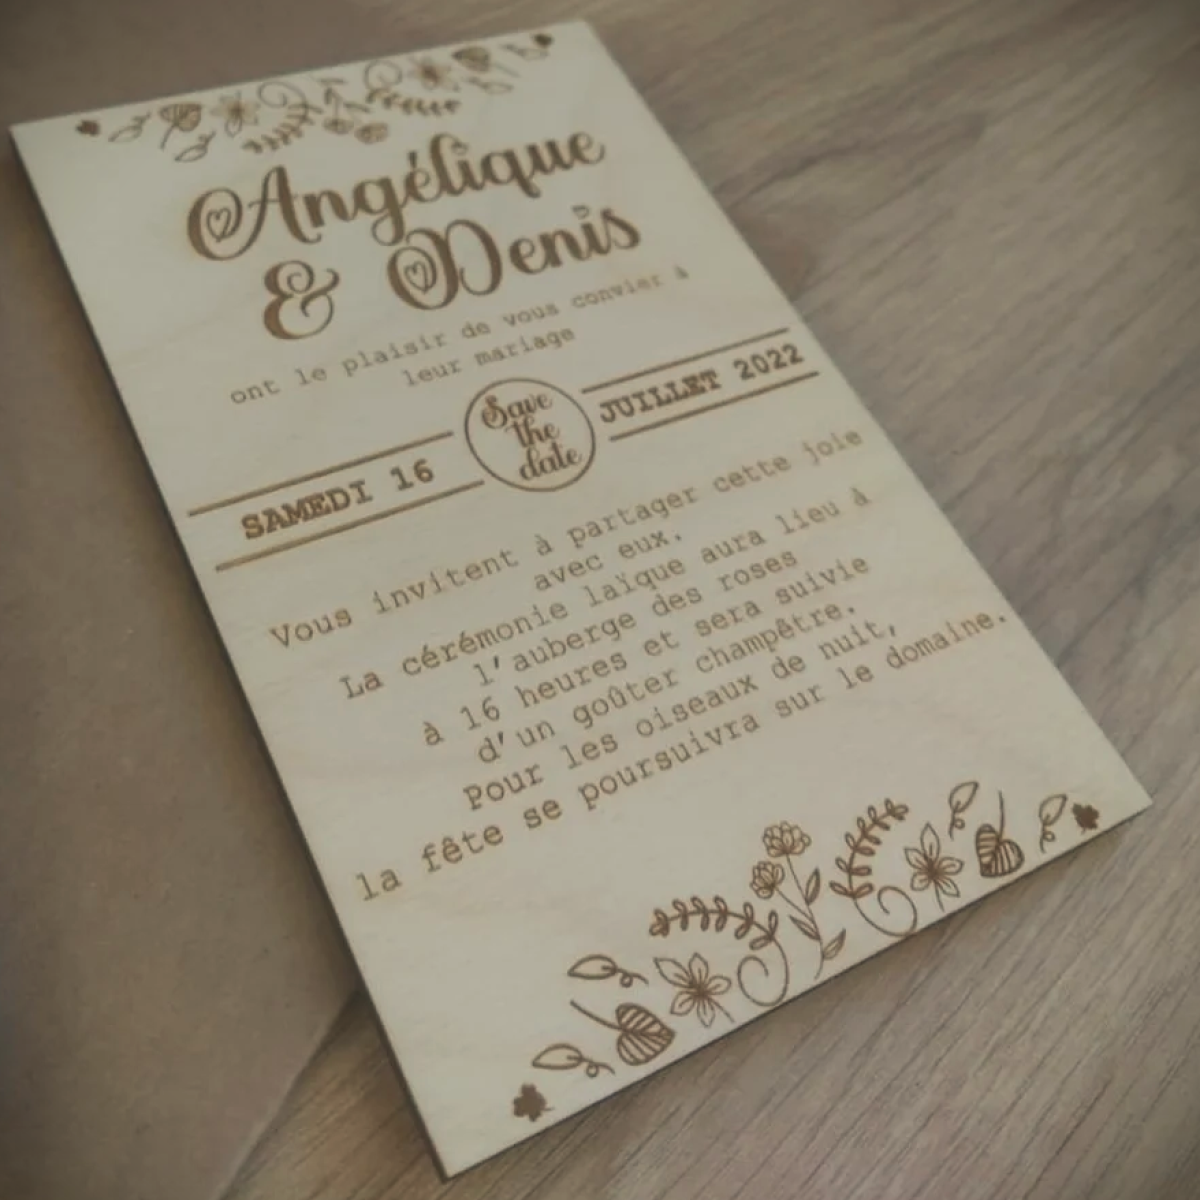 Angélique
& Denis
ont le plaisir de vous convier à
leur mariage
SAMEDI 16
Save
the
date
JUILLET 2022
Vous invitent à partager cette joie
avec eux.
La cérémonie laïque aura lieu à
l'auberge des roses
à 16 heures et sera suivie
d'un goûter champêtre.
Pour les oiseaux de nuit,
la fête se poursuivra sur le domaine.